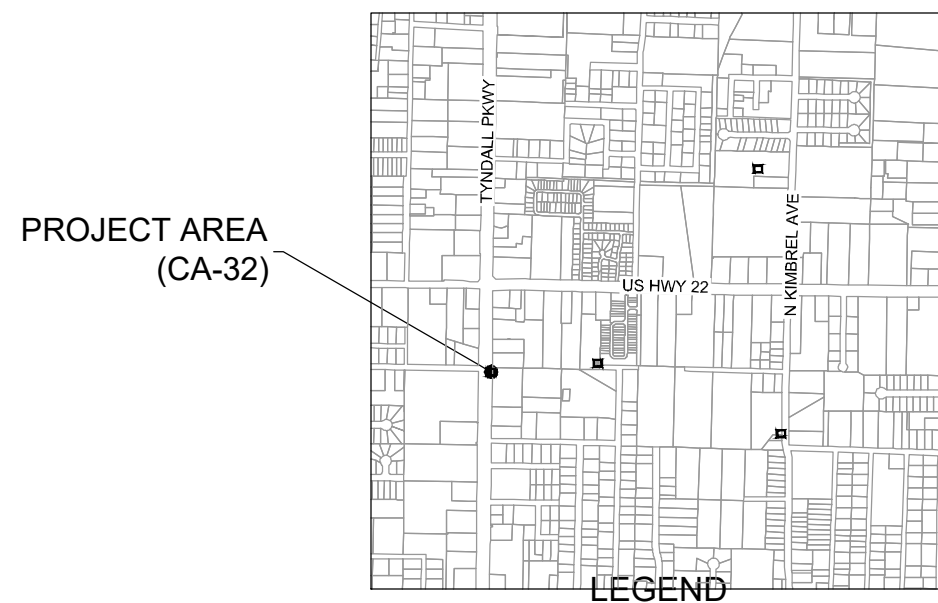 TYNDALL PKWY
PROJECT AREA
(CA-32)
N KIMBREL AVE
US HWY 22
LEGEND